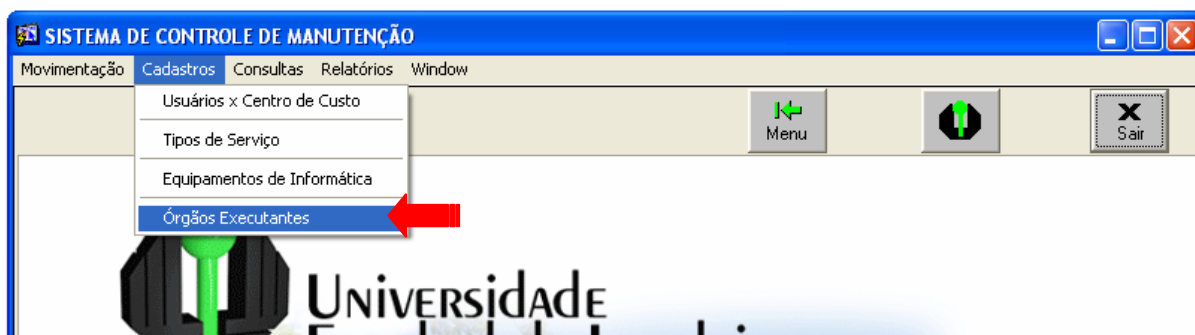 SISTEMA DE CONTROLE DE MANUTENÇÃO
Movimentação Cadastros Consultas Relatórios Window
Usuários x Centro de Custo
Tipos de Serviço
Equipamentos de Informática
Órgãos Executantes
Menu
Sair
Universidade